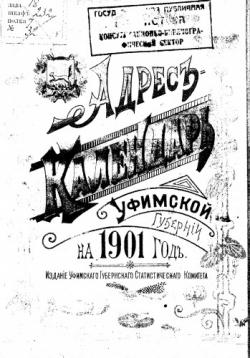 АДРЕСЪ-
КАЛЕНДАРЬ
УФИМСКОЙ
ГУБЕРНІИ
НА 1901 ГОДЪ.
ИЗДАНІЕ УФИМСКАГО ГУБЕРНСКАГО СТАТИСТИЧЕСКАГО КОМИТЕТА